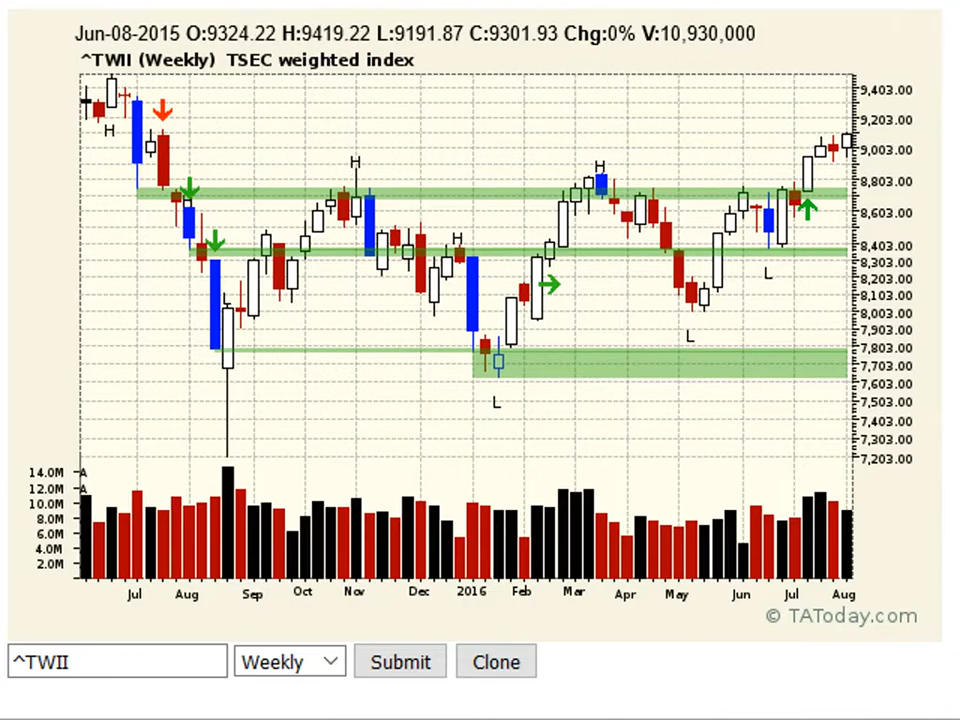 Jun-08-2015 O:9324.22 H:9419.22 L:9191.87 C:9301.93 Chg:0% V:10,930,000
^TWII (Weekly) TSEC weighted index
9,403.00
9,203.00
H
9,003.00
H
H
8,803.00
8,603.00
H
8,403.00
8,303.00
L
8,203.00
L
8,103.00
8,003.00
L
7,903.00
7,803.00
7,703.00
7,603.00
L
7,503.00
7,403.00
7,303.00
7,203.00
14.0M A
12.0M A
10.0M
8.0M
6.0M
4.0M
2.0M
Jul Aug Sep Oct Nov Dec 2016 Feb Mar Apr May Jun Jul Aug
© TAToday.com
^TWII Weekly Submit Clone